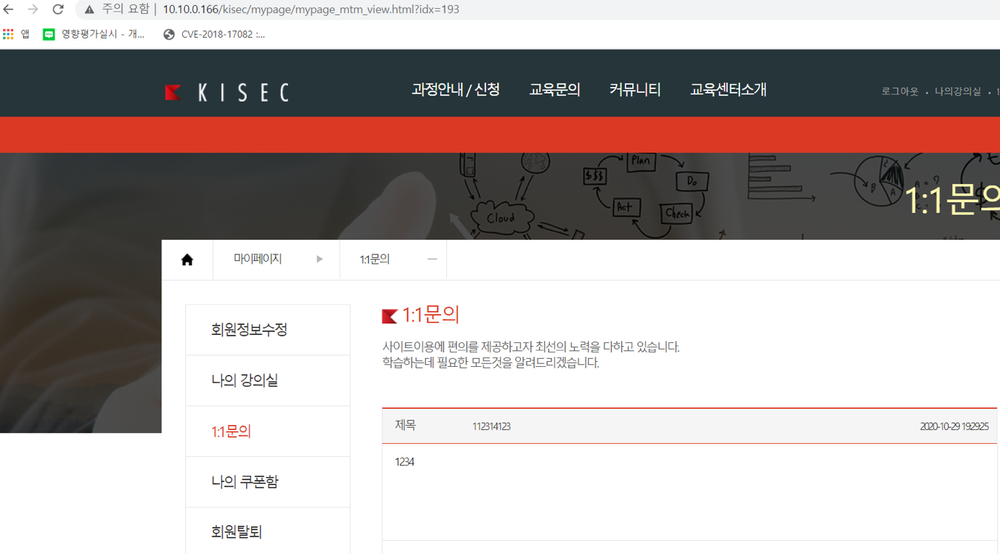 주의 요함 | 10.10.0.166/kisec/mypage/mypage_mtm_view.html?idx=193
앱 영향평가실시 - 개... CVE-2018-17082 :...
KISEC 과정안내 / 신청 교육문의 커뮤니티 교육센터소개 로그아웃 • 나의강의실 • 1
Plan
$$$
Do
Act
Check
Cloud
B
A
A = ?
1:1문의
마이페이지 1:1문의
회원정보수정
나의 강의실
1:1문의
나의 쿠폰함
회원탈퇴
1:1문의
사이트이용에 편의를 제공하고자 최선의 노력을 다하고 있습니다.
학습하는데 필요한 모든것을 알려드리겠습니다.
제목 112314123 2020-10-29 19:29:25
1234